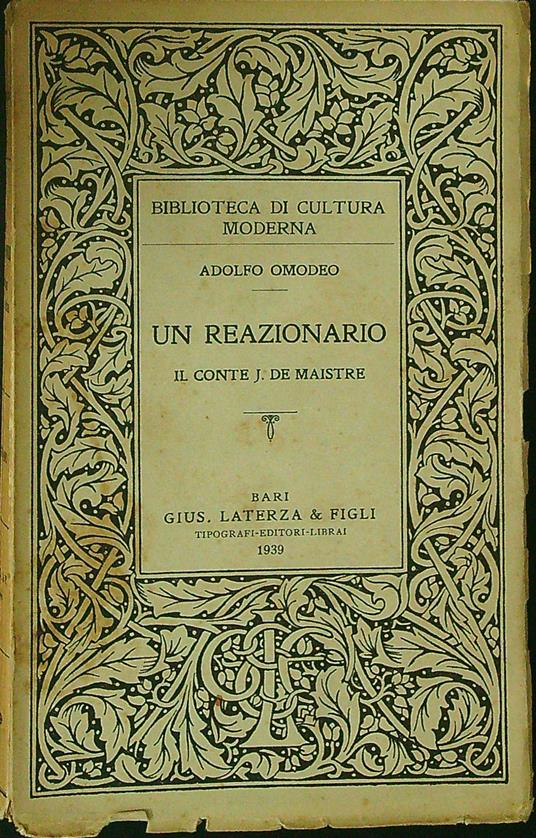 BIBLIOTECA DI CULTURA
MODERNA
ADOLFO OMODEO
UN REAZIONARIO
IL CONTE J. DE MAISTRE
BARI
GIUS. LATERZA & FIGLI
TIPOGRAFI-EDITORI-LIBRAI
1939